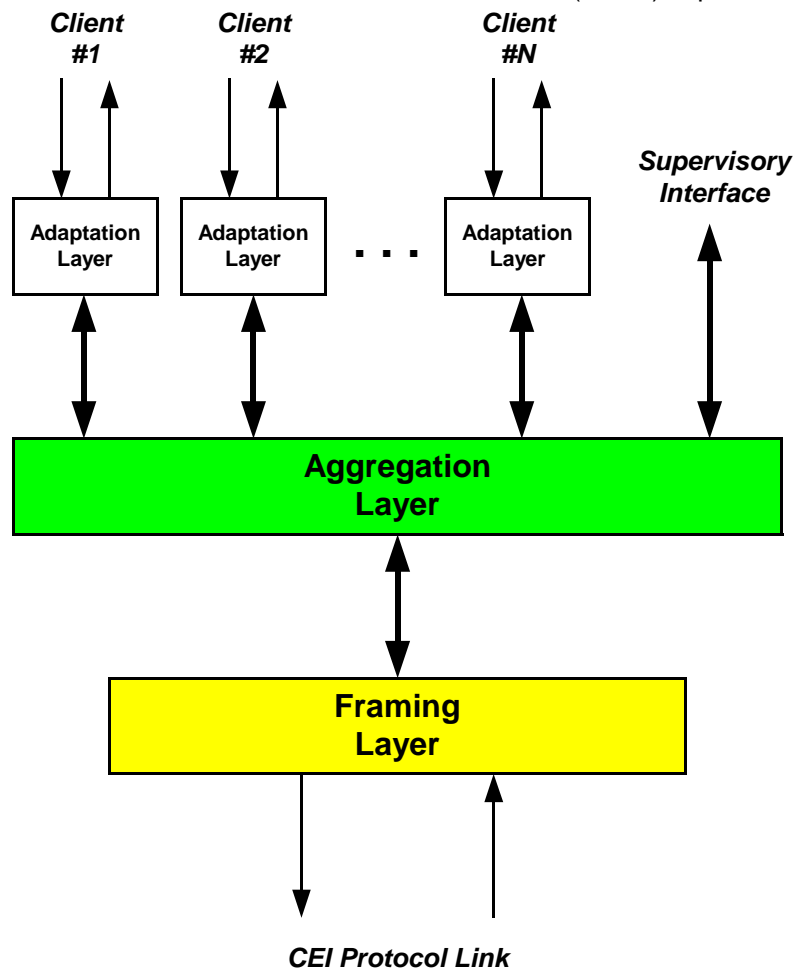 Client
#1
Client
#2
Client
#N
Supervisory
Interface
Adaptation
Layer
Adaptation
Layer
. . .
Adaptation
Layer
Aggregation
Layer
Framing
Layer
CEI Protocol Link